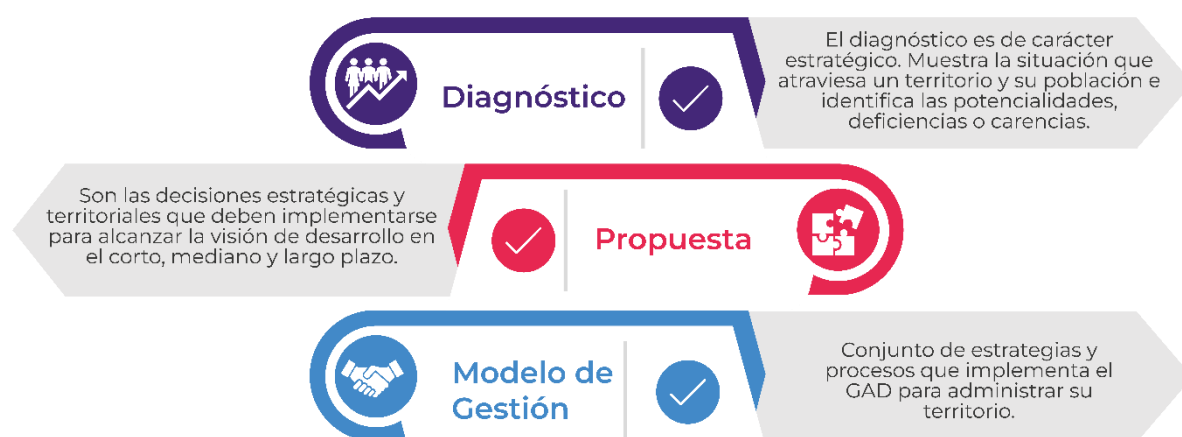 Diagnóstico
El diagnóstico es de carácter
estratégico. Muestra la situación que
atraviesa un territorio y su población e
identifica las potencialidades,
deficiencias o carencias.
Son las decisiones estratégicas y
territoriales que deben implementarse
para alcanzar la visión de desarrollo en
el corto, mediano y largo plazo.
Propuesta
Modelo de
Gestión
Conjunto de estrategias y
procesos que implementa el
GAD para administrar su
territorio.